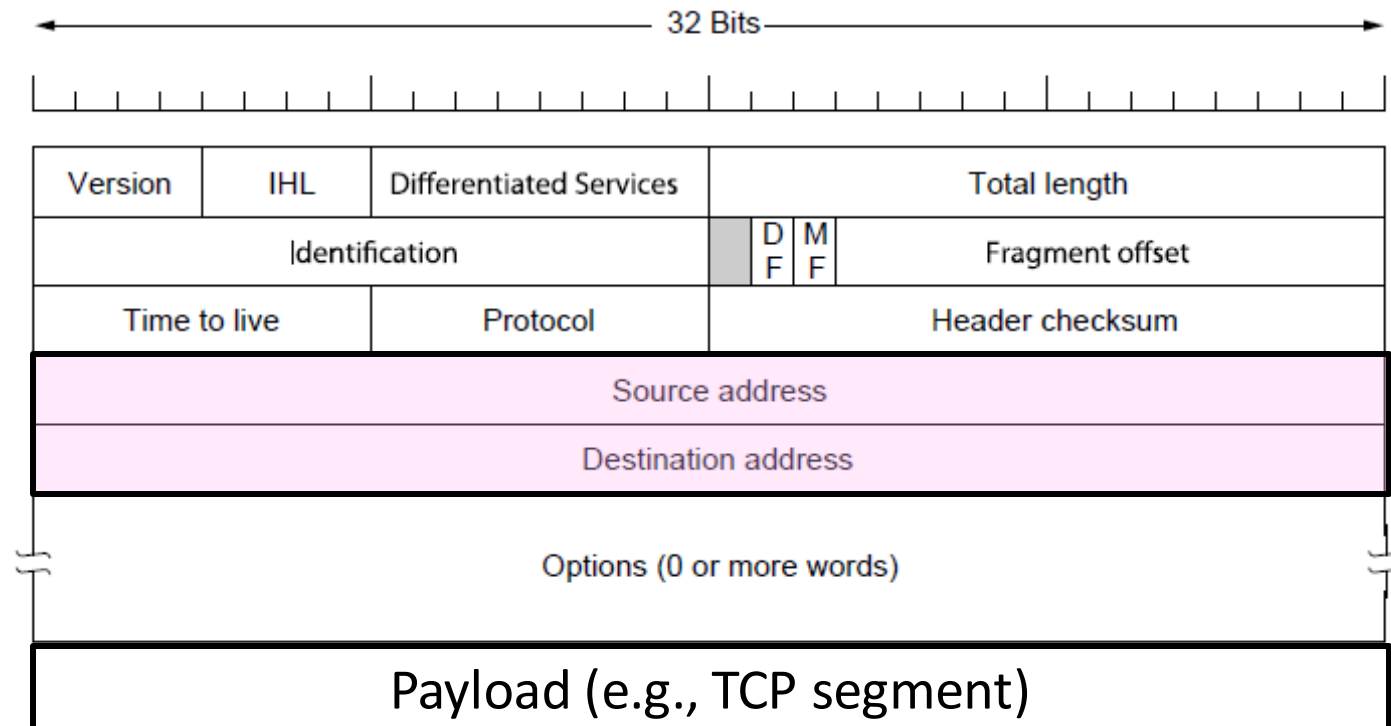 32 Bits
Version IHL Differentiated Services Total length
Identification D F M F Fragment offset
Time to live Protocol Header checksum
Source address
Destination address
Options (0 or more words)
Payload (e.g., TCP segment)